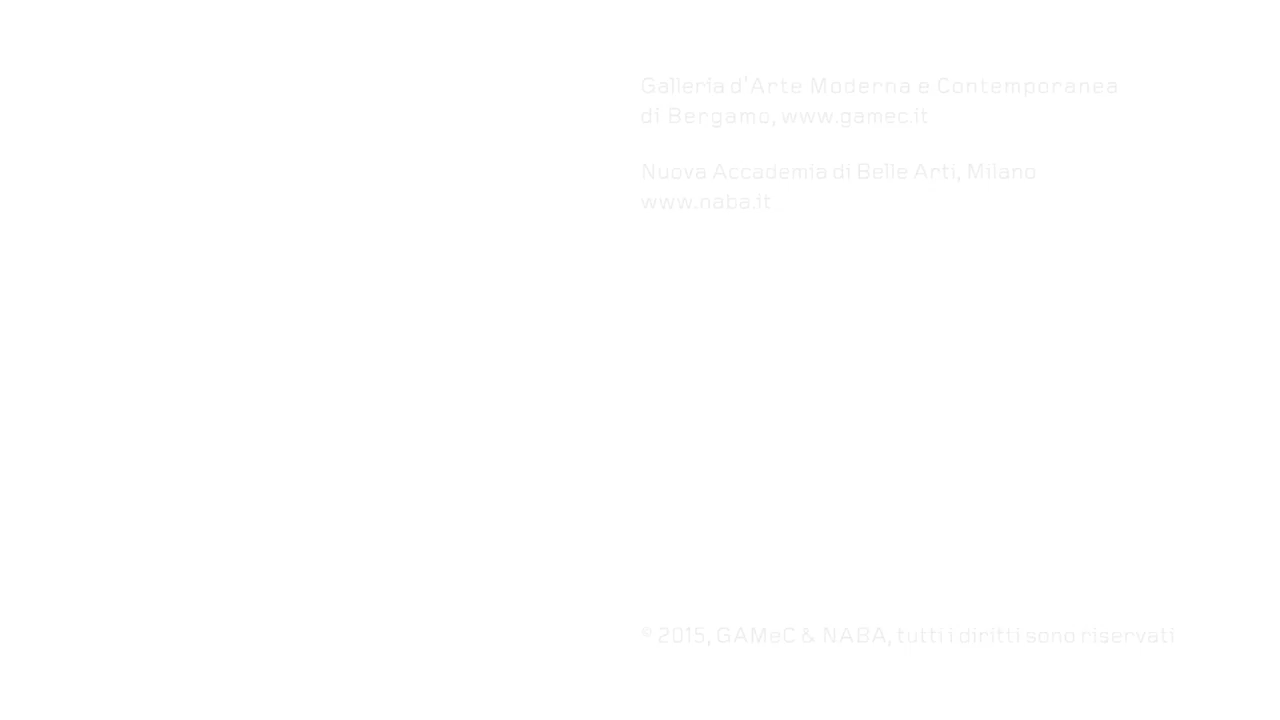 Galleria d'Arte Moderna e Contemporanea
di Bergamo, www.gamec.it
Nuova Accademia di Belle Arti, Milano
www.naba.it
© 2015, GAMeC & NABA, tutti i diritti sono riservati